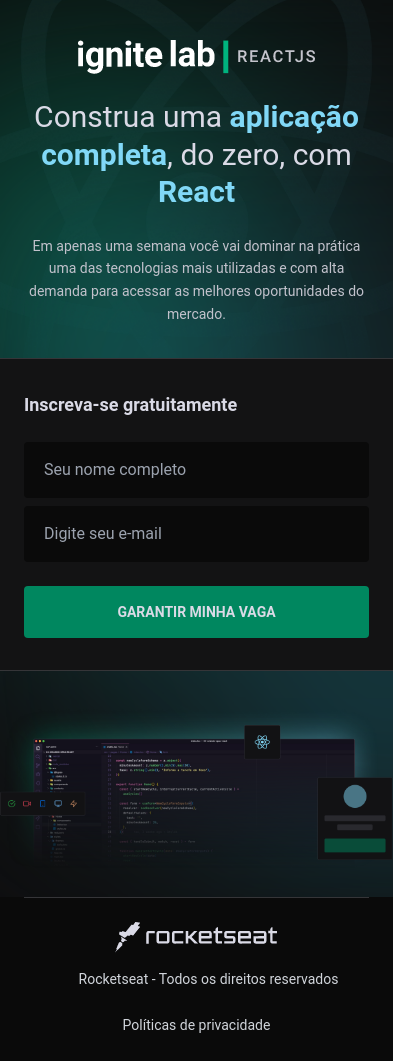 ignite lab | REACTJS
Construa uma aplicação
completa, do zero, com
React
Em apenas uma semana você vai dominar na prática
uma das tecnologias mais utilizadas e com alta
demanda para acessar as melhores oportunidades do
mercado.
Inscreva-se gratuitamente
Seu nome completo
Digite seu e-mail
GARANTIR MINHA VAGA
rocketseat
Rocketseat - Todos os direitos reservados
Políticas de privacidade